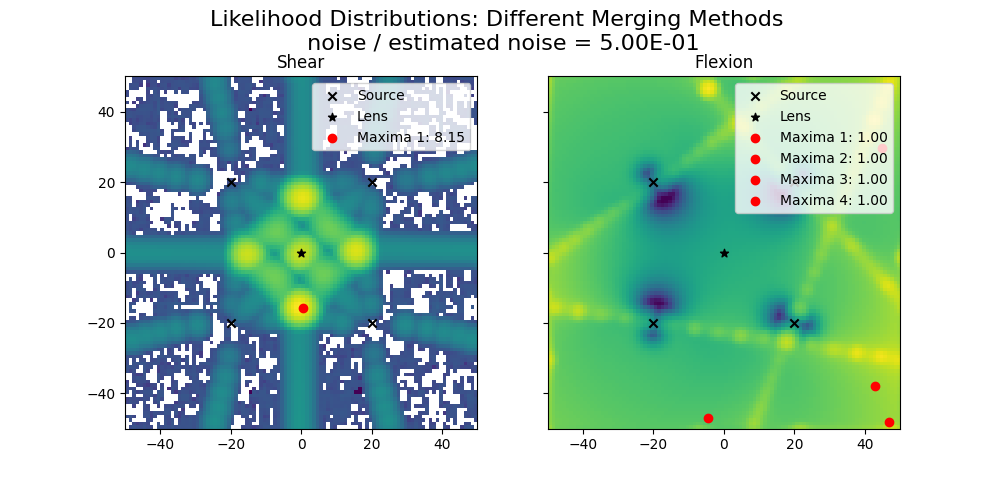 Likelihood Distributions: Different Merging Methods
noise / estimated noise = 5.00E-01
Shear
Source
Lens
Maxima 1: 8.15
40
20
0
−20
−40
−40
−20
0
20
40
Flexion
Source
Lens
Maxima 1: 1.00
Maxima 2: 1.00
Maxima 3: 1.00
Maxima 4: 1.00
−40
−20
0
20
40